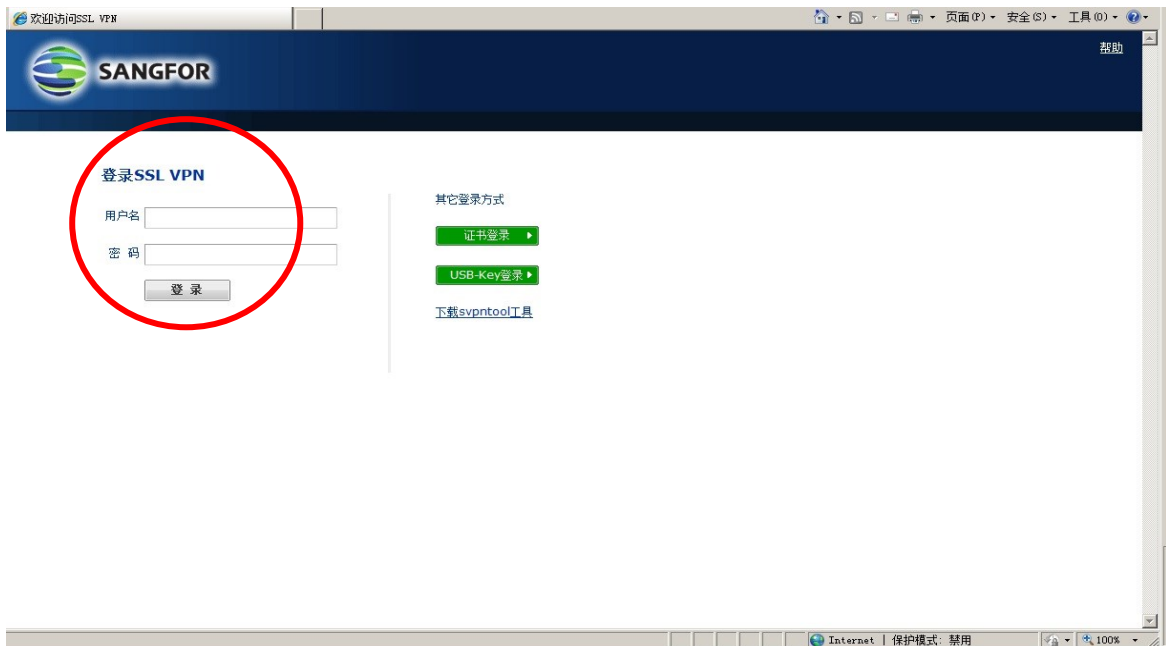 欢迎访问SSL VPN
页面(P) 安全(S) 工具(O)
帮助
SANGFOR
登录SSL VPN
用户名
密 码
登 录
其它登录方式
证书登录
USB-Key登录
下载svpntool工具
Internet | 保护模式: 禁用
100%